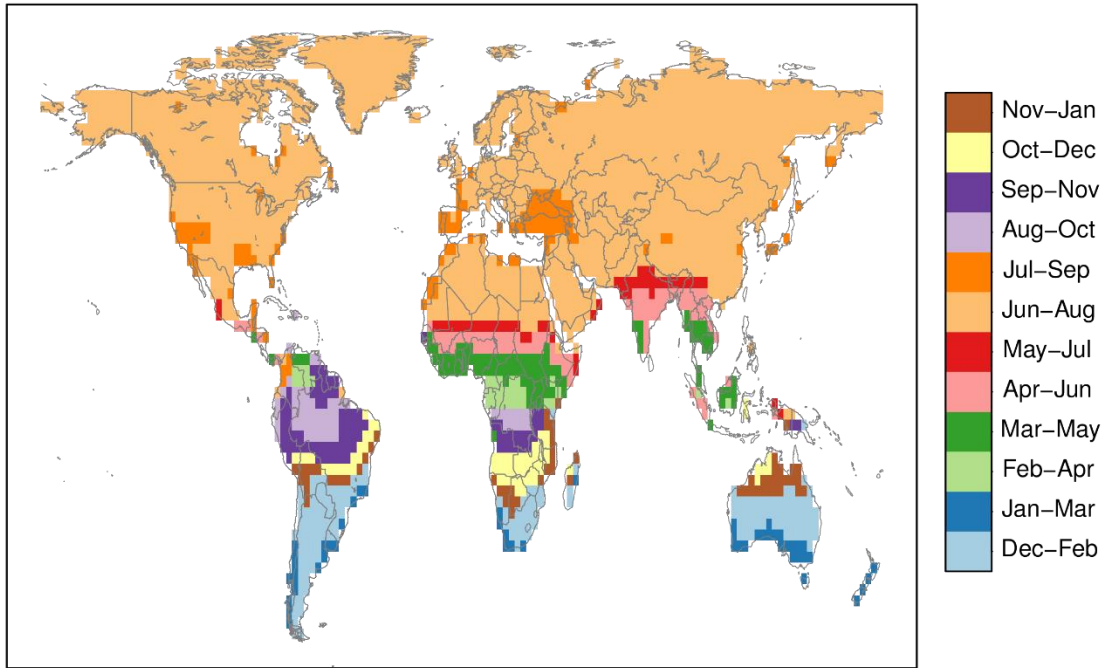 Nov−Jan
Oct−Dec
Sep−Nov
Aug−Oct
Jul−Sep
Jun−Aug
May−Jul
Apr−Jun
Mar−May
Feb−Apr
Jan−Mar
Dec−Feb